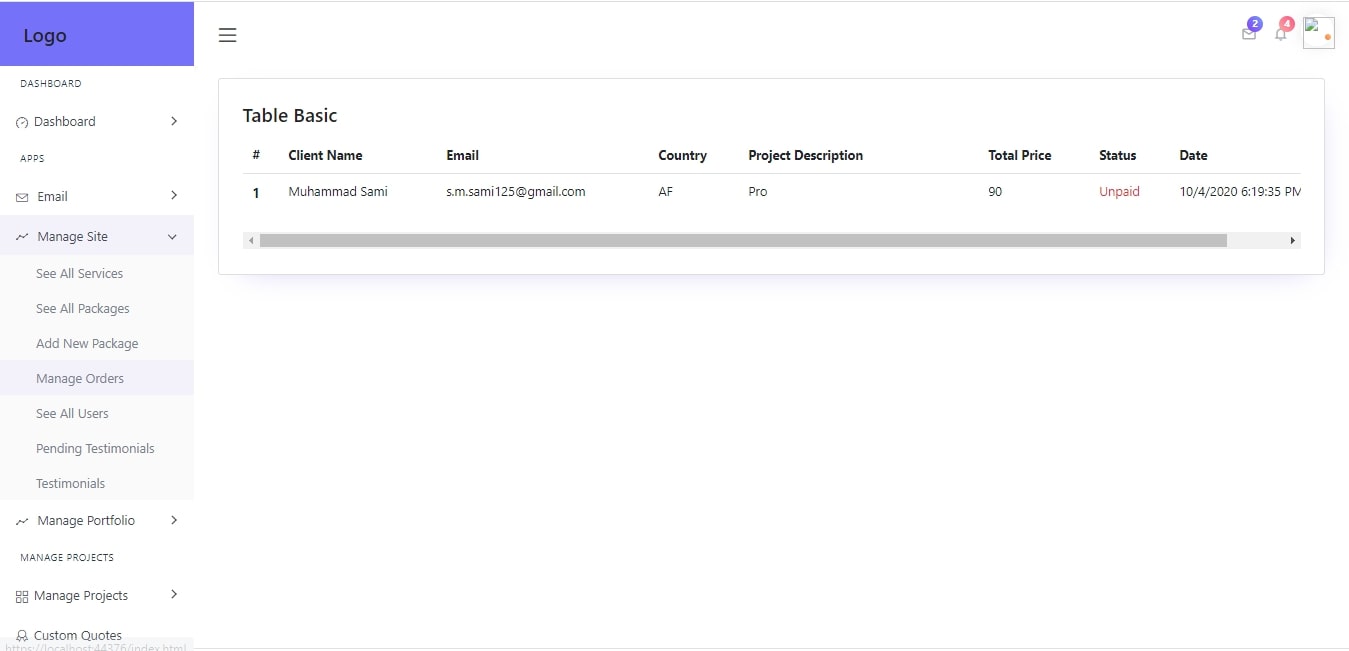 Logo
2
4
DASHBOARD
Dashboard
APPS
Email
Manage Site
See All Services
See All Packages
Add New Package
Manage Orders
See All Users
Pending Testimonials
Testimonials
Manage Portfolio
MANAGE PROJECTS
Manage Projects
Custom Quotes
https://localhost:44376/index.html
Table Basic
# Client Name Email Country Project Description Total Price Status Date
1 Muhammad Sami s.m.sami125@gmail.com AF Pro 90 Unpaid 10/4/2020 6:19:35 PM